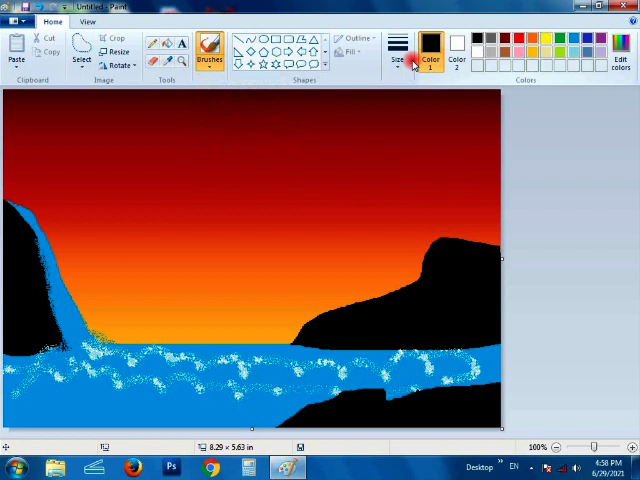 Untitled - Paint
Home
View
Paste
Cut
Copy
Clipboard
Select
Crop
Resize
Rotate
Image
Tools
Brushes
Shapes
Outline
Fill
Size
Color 1
Color 2
Colors
Edit colors
8.29 × 5.63 in
100%
Ps
Desktop
EN
4:58 PM
6/29/2021